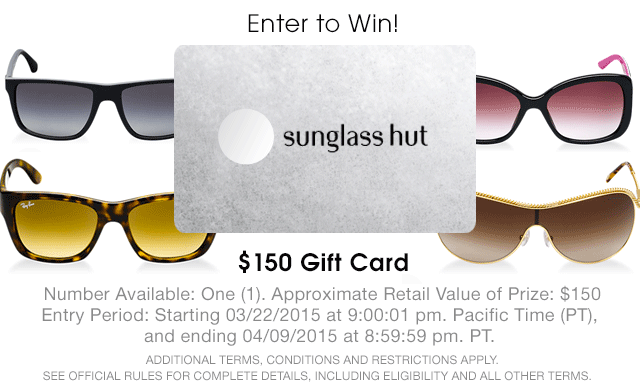 Enter to Win!
sunglass hut
Ray-Ban
$150 Gift Card
Number Available: One (1). Approximate Retail Value of Prize: $150
Entry Period: Starting 03/22/2015 at 9:00:01 pm. Pacific Time (PT),
and ending 04/09/2015 at 8:59:59 pm. PT.
ADDITIONAL TERMS, CONDITIONS AND RESTRICTIONS APPLY.
SEE OFFICIAL RULES FOR COMPLETE DETAILS, INCLUDING ELIGIBILITY AND ALL OTHER TERMS.